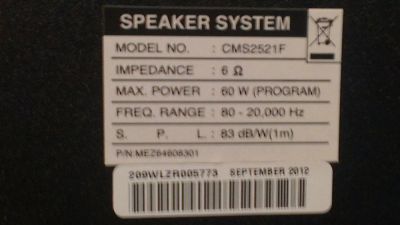 SPEAKER SYSTEM
MODEL NO. : CMS2521F
IMPEDANCE : 6 Ω
MAX. POWER : 60 W (PROGRAM)
FREQ. RANGE : 80 - 20,000 Hz
S. P. L. : 83 dB/W(1m)
P/N:MEZ64608301
209WLZR005773 SEPTEMBER 2012